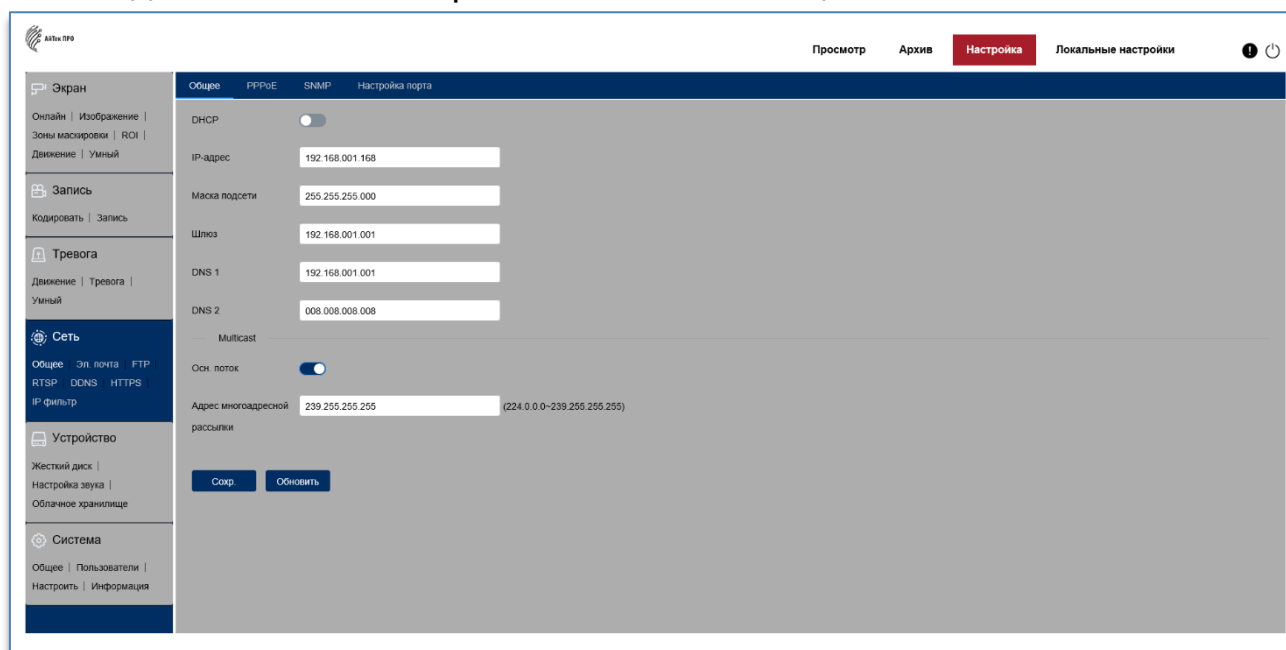 АйТек ПРО
Просмотр Архив Настройка Локальные настройки
Экран
Онлайн | Изображение |
Зоны маскировки | ROI |
Движение | Умный
Запись
Кодировать | Запись
Тревога
Движение | Тревога |
Умный
Сеть
Общее | Эл. почта | FTP |
RTSP | DDNS | HTTPS |
IP фильтр
Устройство
Жесткий диск |
Настройка звука |
Облачное хранилище
Система
Общее | Пользователи |
Настроить | Информация
Общее PPPoE SNMP Настройка порта
DHCP
IP-адрес 192.168.001.168
Маска подсети 255.255.255.000
Шлюз 192.168.001.001
DNS 1 192.168.001.001
DNS 2 008.008.008.008
Multicast
Осн. поток
Адрес многоадресной рассылки 239.255.255.255 (224.0.0.0~239.255.255.255)
Сохр. Обновить